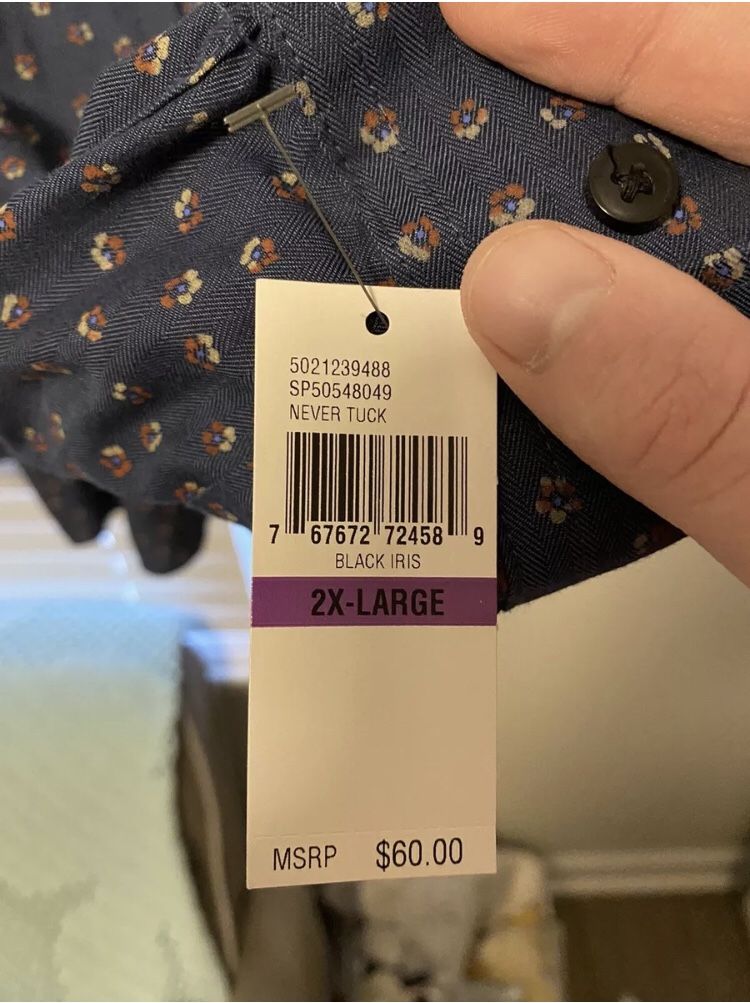 5021239488
SP50548049
NEVER TUCK
7 67672 72458 9
BLACK IRIS
2X-LARGE
MSRP $60.00